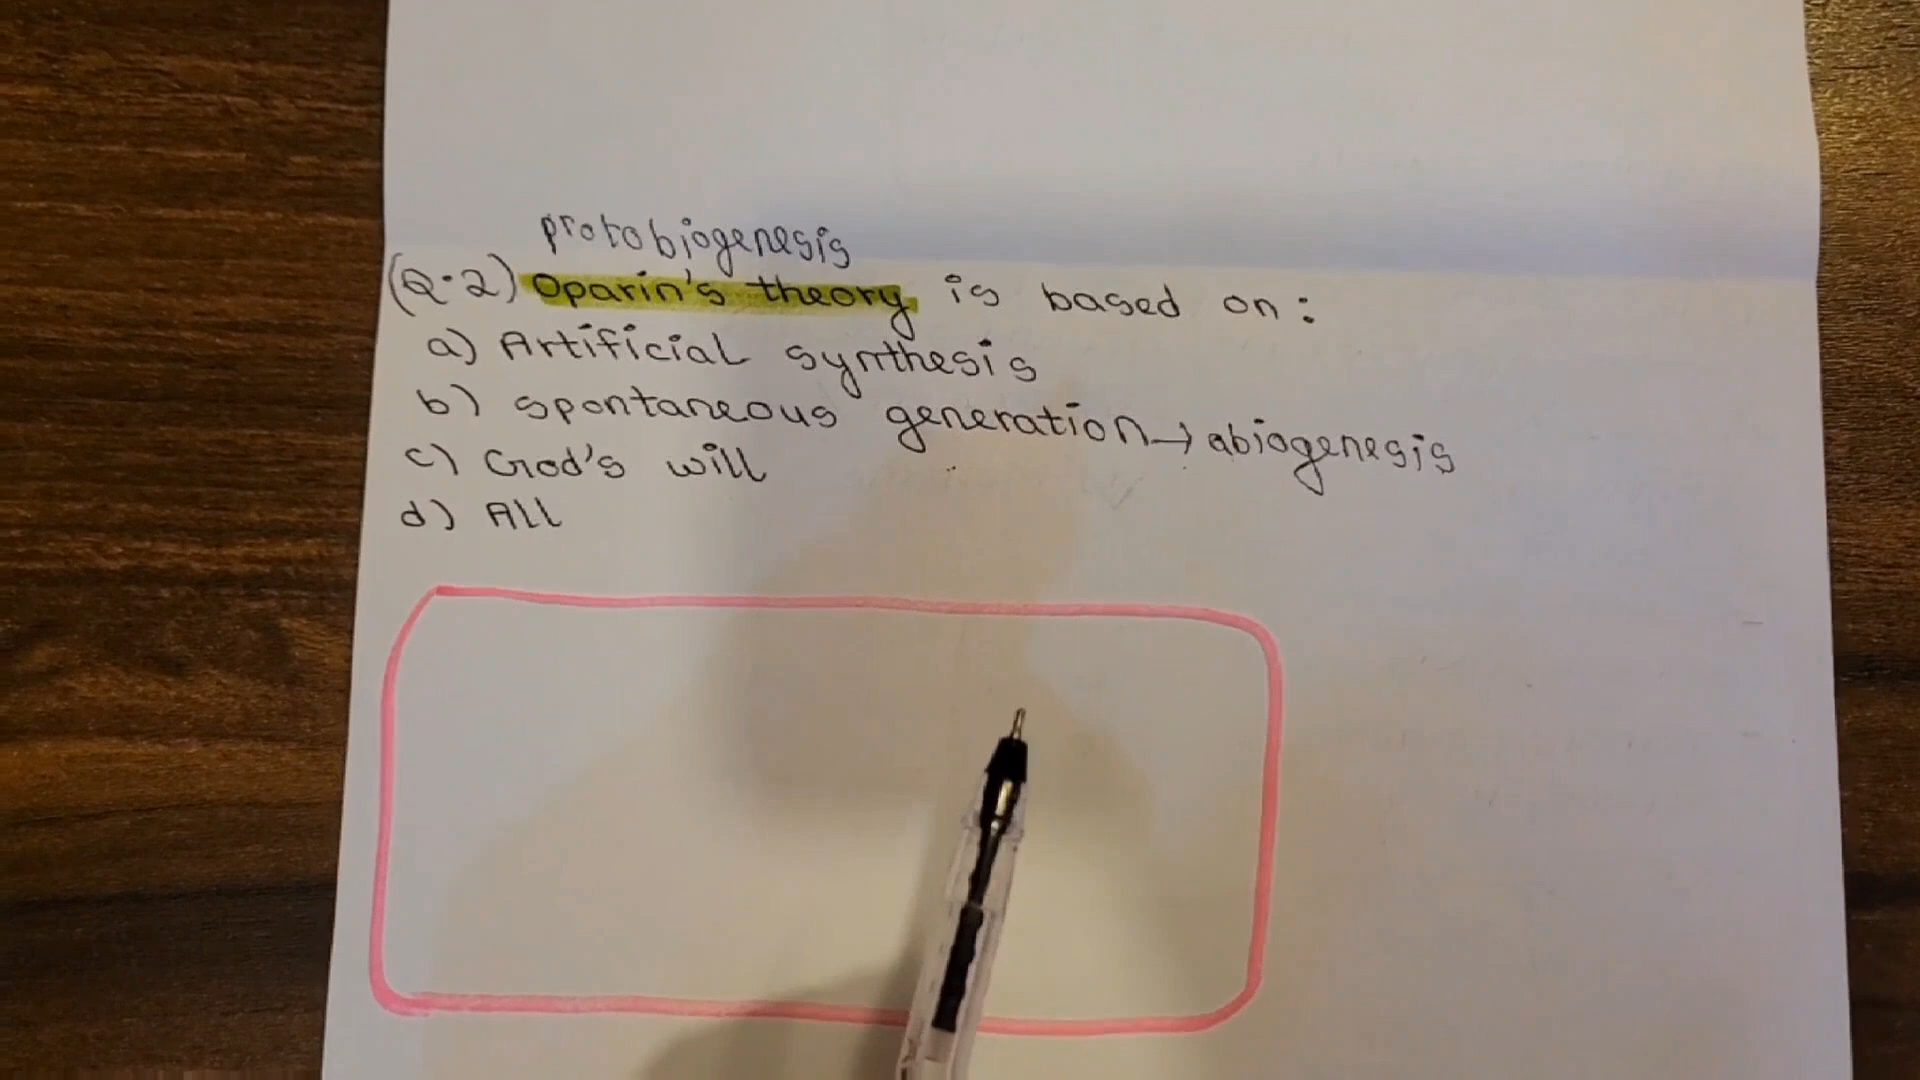 protobiogenesis
(Q.2) Oparin's theory is based on:
a) Artificial synthesis
b) spontaneous generation → abiogenesis
c) God's will
d) All